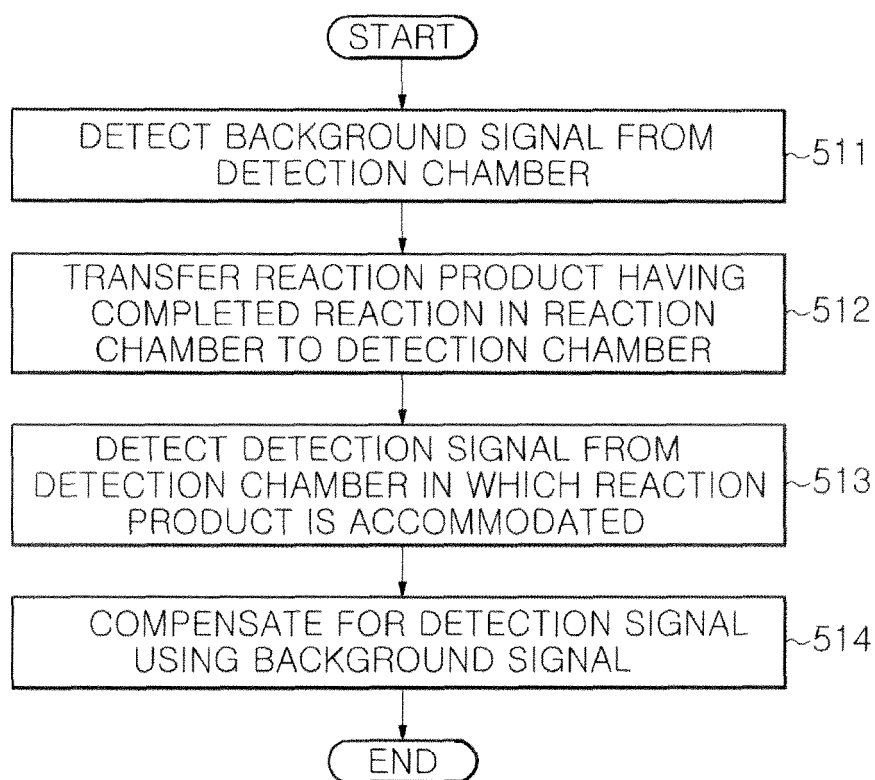 START
DETECT BACKGROUND SIGNAL FROM
DETECTION CHAMBER
511
TRANSFER REACTION PRODUCT HAVING
COMPLETED REACTION IN REACTION
CHAMBER TO DETECTION CHAMBER
512
DETECT DETECTION SIGNAL FROM
DETECTION CHAMBER IN WHICH REACTION
PRODUCT IS ACCOMMODATED
513
COMPENSATE FOR DETECTION SIGNAL
USING BACKGROUND SIGNAL
514
END